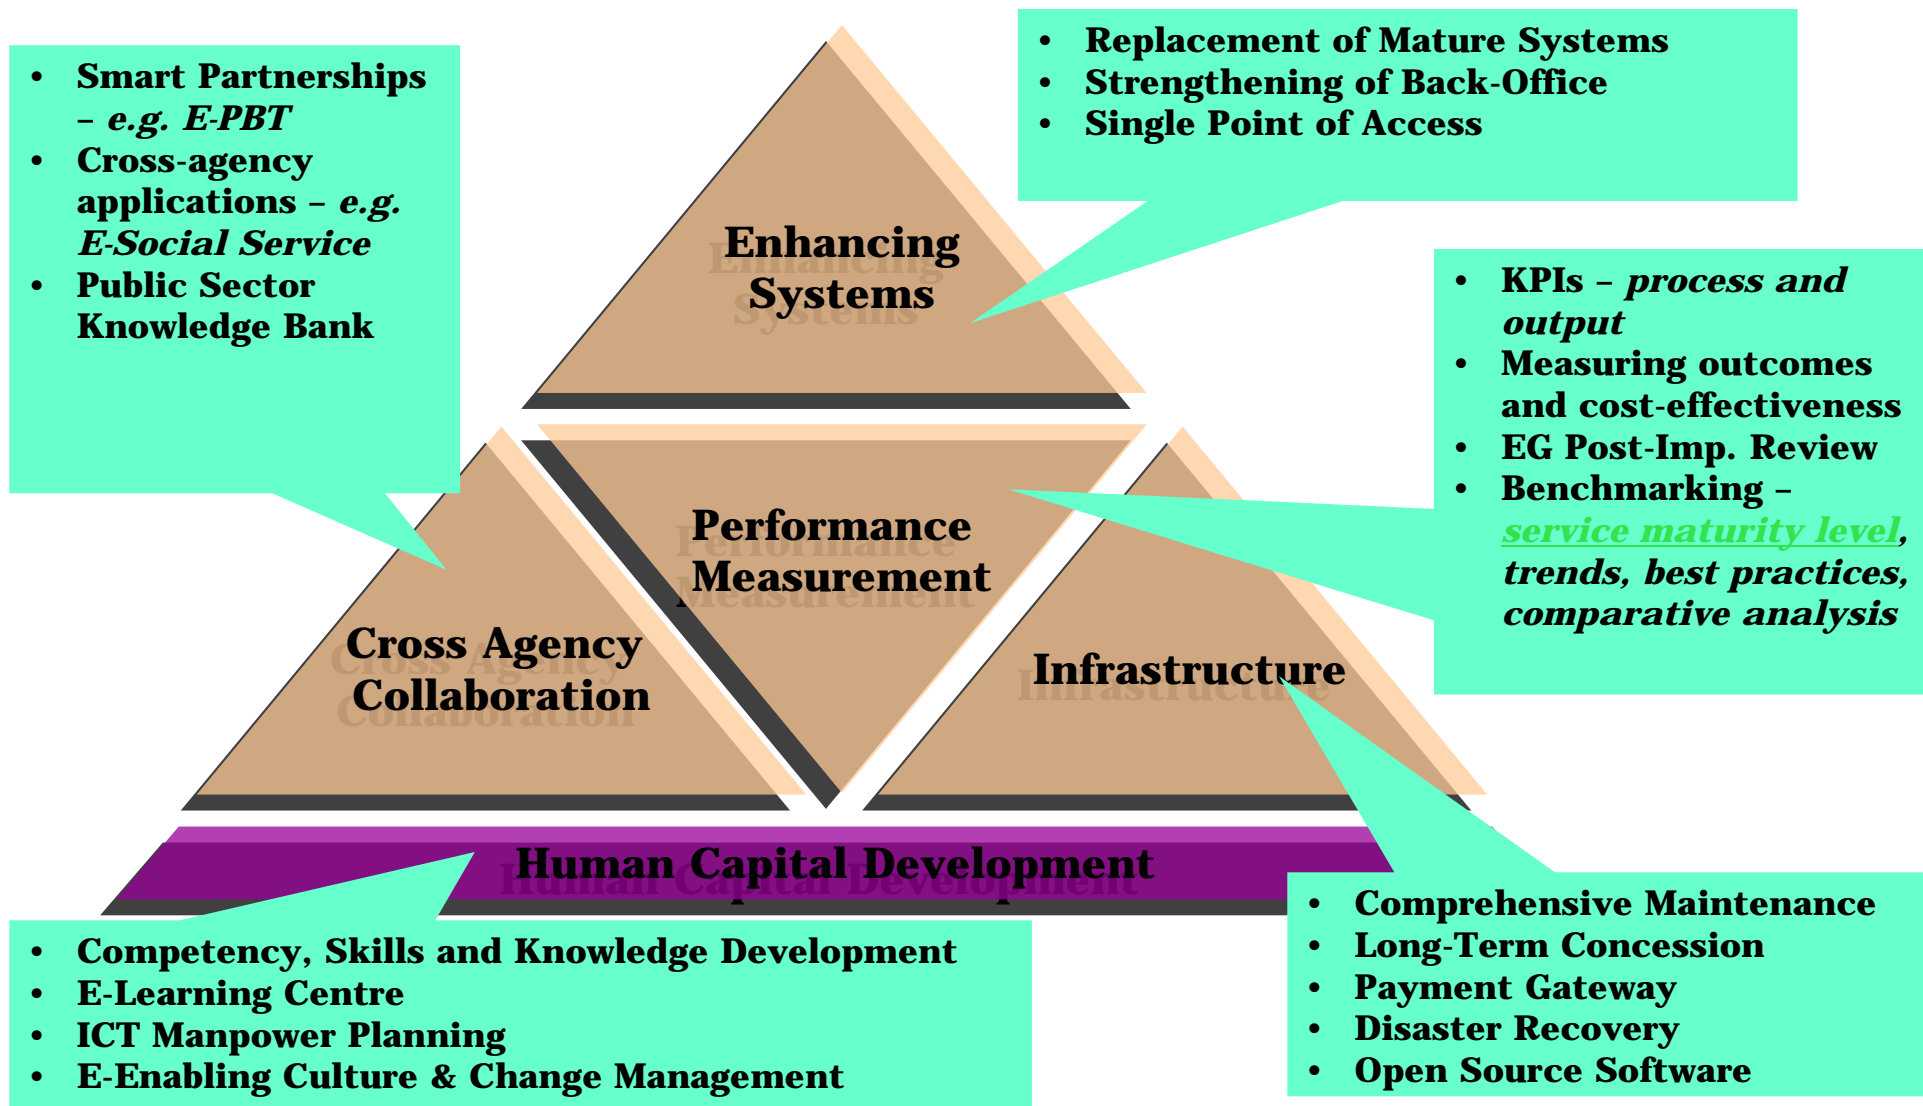 • Smart Partnerships
– e.g. E-PBT
• Cross-agency
applications – e.g.
E-Social Service
• Public Sector
Knowledge Bank
• Replacement of Mature Systems
• Strengthening of Back-Office
• Single Point of Access
Enhancing
Systems
• KPIs – process and
output
• Measuring outcomes
and cost-effectiveness
• EG Post-Imp. Review
• Benchmarking –
service maturity level,
trends, best practices,
comparative analysis
Performance
Measurement
Cross Agency
Collaboration
Infrastructure
Human Capital Development
• Competency, Skills and Knowledge Development
• E-Learning Centre
• ICT Manpower Planning
• E-Enabling Culture & Change Management
• Comprehensive Maintenance
• Long-Term Concession
• Payment Gateway
• Disaster Recovery
• Open Source Software